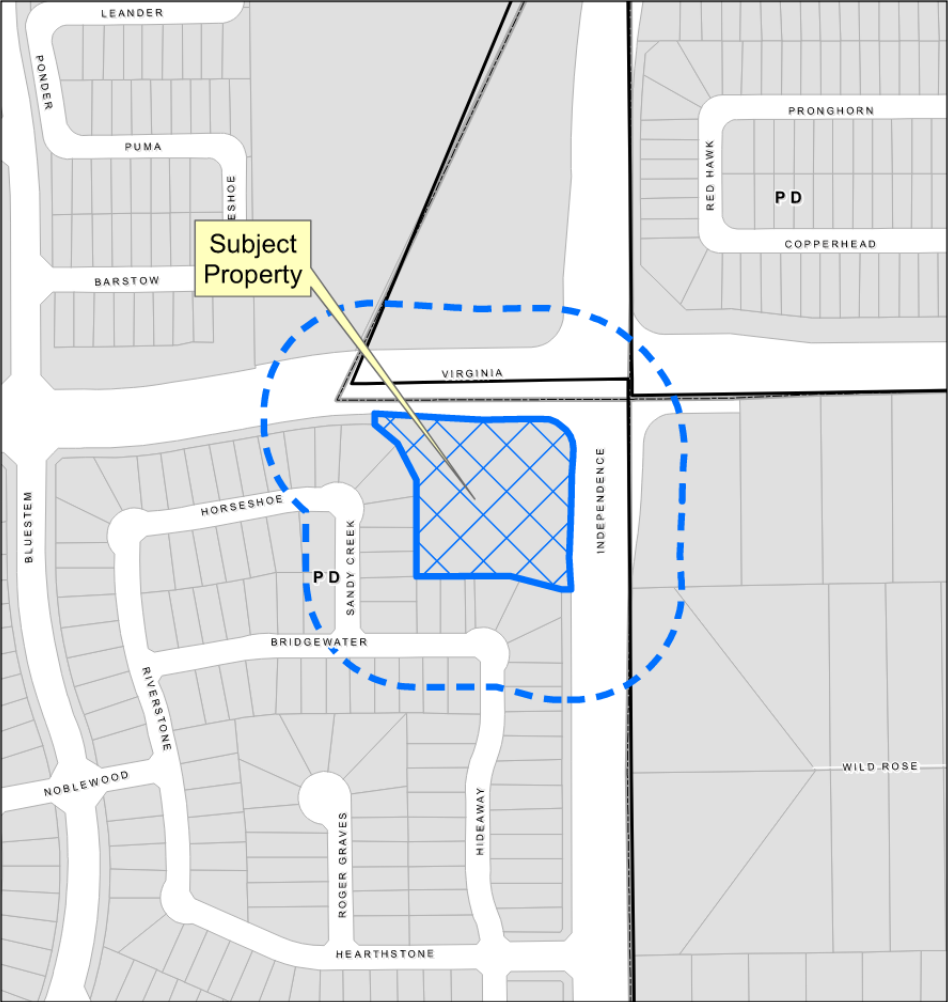 LEANDER
PONDER
PUMA
ESHOE
BARSTOW
Subject
Property
PRONGHORN
RED HAWK
PD
COPPERHEAD
VIRGINIA
INDEPENDENCE
BLUESTEM
HORSESHOE
SANDY CREEK
PD
BRIDGEWATER
RIVERSTONE
NOBLEWOOD
WILD ROSE
HIDEAWAY
ROGER GRAVES
HEARTHSTONE